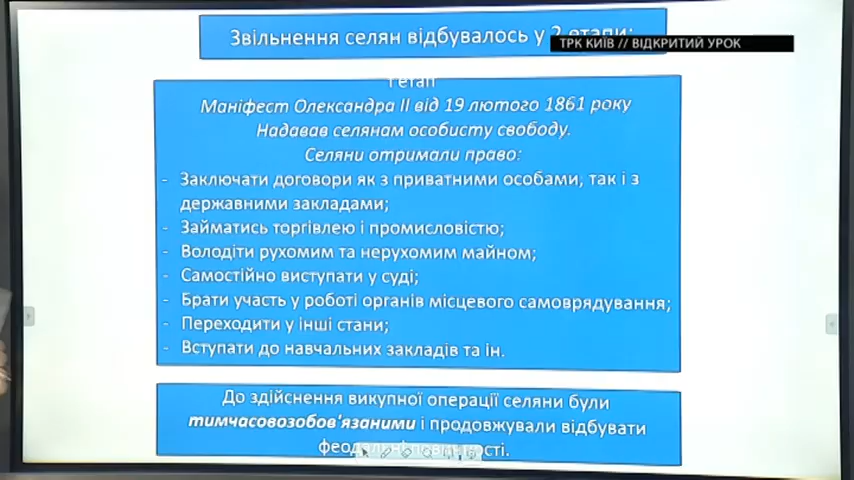 Звільнення селян відбувалось у 2 етапи:
ТРК КИЇВ // ВІДКРИТИЙ УРОК
І етап
Маніфест Олександра ІІ від 19 лютого 1861 року
Надавав селянам особисту свободу.
Селяни отримали право:
- Заключати договори як з приватними особами, так і з
державними закладами;
- Займатись торгівлею і промисловістю;
- Володіти рухомим та нерухомим майном;
- Самостійно виступати у суді;
- Брати участь у роботі органів місцевого самоврядування;
- Переходити у інші стани;
- Вступати до навчальних закладів та ін.
До здійснення викупної операції селяни були
тимчасовозобов'язаними і продовжували відбувати